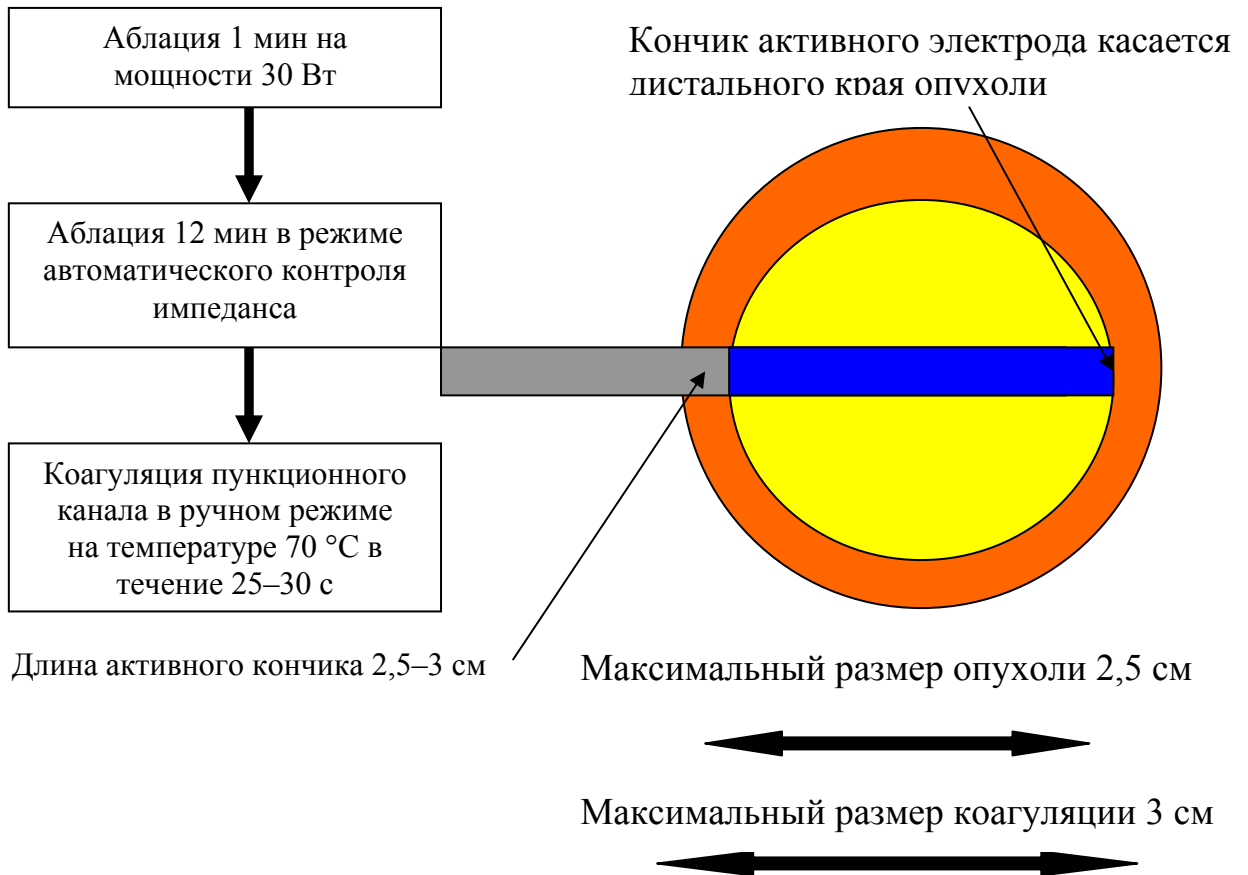 Аблация 1 мин на
мощности 30 Вт
Кончик активного электрода касается
дистального края опухоли
Аблация 12 мин в режиме
автоматического контроля
импеданса
Коагуляция пункционного
канала в ручном режиме
на температуре 70 °C в
течение 25–30 с
Длина активного кончика 2,5–3 см
Максимальный размер опухоли 2,5 см
Максимальный размер коагуляции 3 см